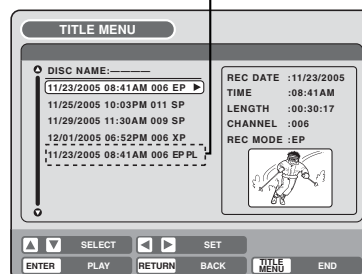 TITLE MENU
DISC NAME:————
11/23/2005 08:41AM 006 EP
11/25/2005 10:03PM 011 SP
11/29/2005 11:30AM 009 SP
12/01/2005 06:52PM 006 XP
11/23/2005 08:41AM 006 EP PL
REC DATE :11/23/2005
TIME :08:41AM
LENGTH :00:30:17
CHANNEL :006
REC MODE :EP
SELECT SET
ENTER PLAY RETURN BACK TITLE MENU END